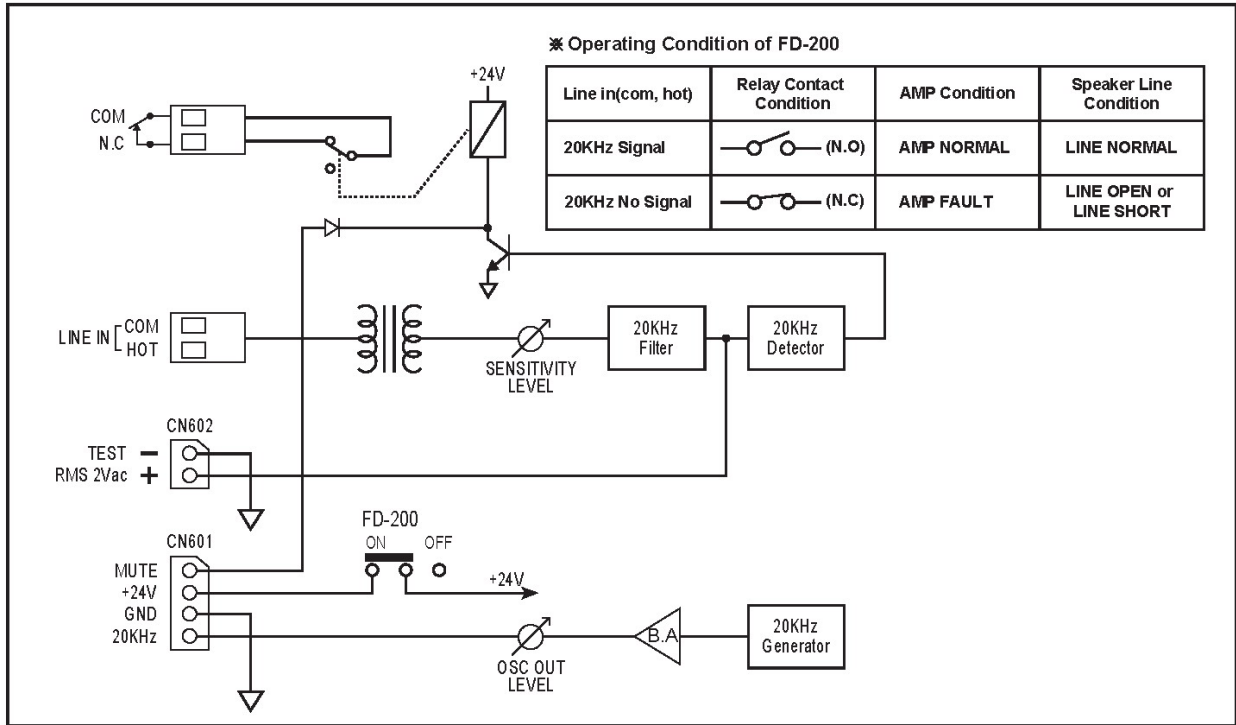 ※ Operating Condition of FD-200
Line in(com, hot) Relay Contact Condition AMP Condition Speaker Line Condition
20KHz Signal (N.O) AMP NORMAL LINE NORMAL
20KHz No Signal (N.C) AMP FAULT LINE OPEN or LINE SHORT
+24V
COM
N.C
LINE IN
COM
HOT
SENSITIVITY
LEVEL
20KHz
Filter
20KHz
Detector
CN602
TEST −
RMS 2Vac +
CN601
MUTE
+24V
GND
20KHz
FD-200
ON OFF
+24V
OSC OUT
LEVEL
B.A
20KHz
Generator